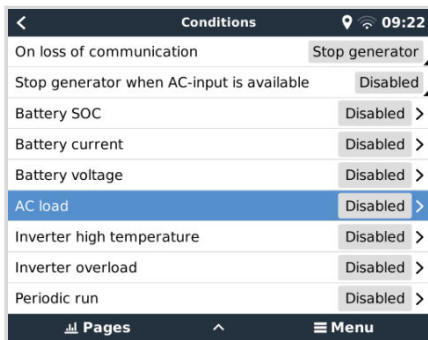 Conditions 09:22
On loss of communication Stop generator
Stop generator when AC-input is available Disabled
Battery SOC Disabled
Battery current Disabled
Battery voltage Disabled
AC load Disabled
Inverter high temperature Disabled
Inverter overload Disabled
Periodic run Disabled
Pages Menu